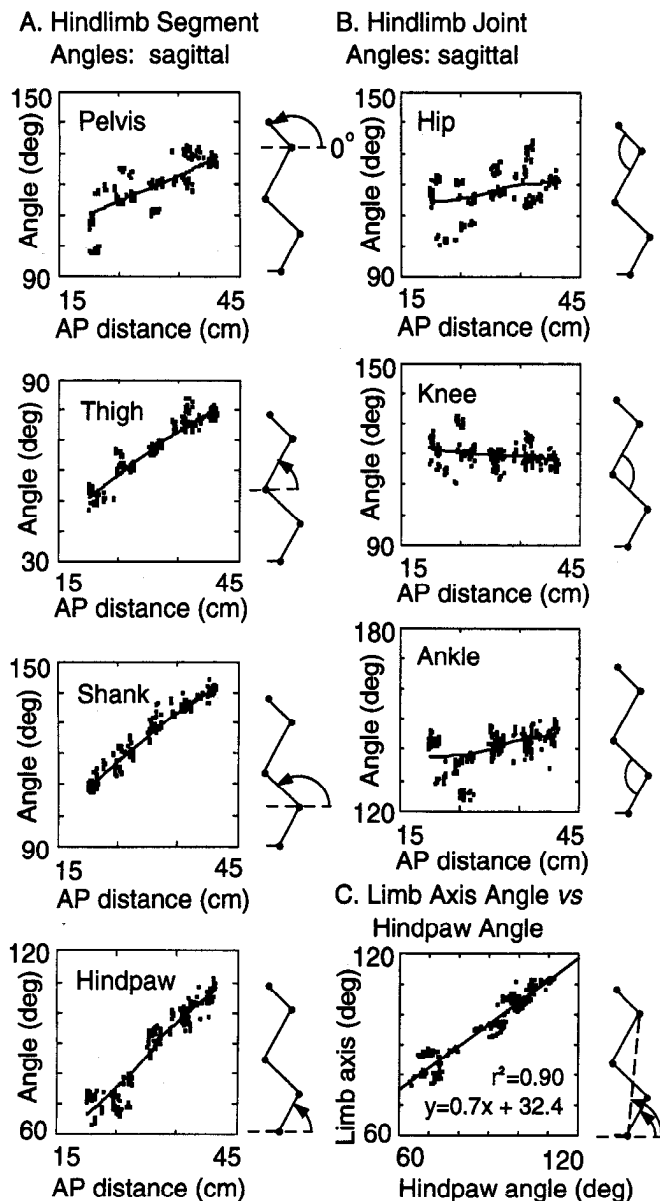 A. Hindlimb Segment
Angles: sagittal
150
Pelvis
0°
Angle (deg)
90
15
45
AP distance (cm)
90
Thigh
Angle (deg)
30
15
45
AP distance (cm)
150
Shank
Angle (deg)
90
15
45
AP distance (cm)
120
Hindpaw
Angle (deg)
60
15
45
AP distance (cm)
B. Hindlimb Joint
Angles: sagittal
150
Hip
Angle (deg)
90
15
45
AP distance (cm)
150
Knee
Angle (deg)
90
15
45
AP distance (cm)
180
Ankle
Angle (deg)
120
15
45
AP distance (cm)
C. Limb Axis Angle vs
Hindpaw Angle
120
Limb axis (deg)
r²=0.90
y=0.7x + 32.4
60
60
120
Hindpaw angle (deg)